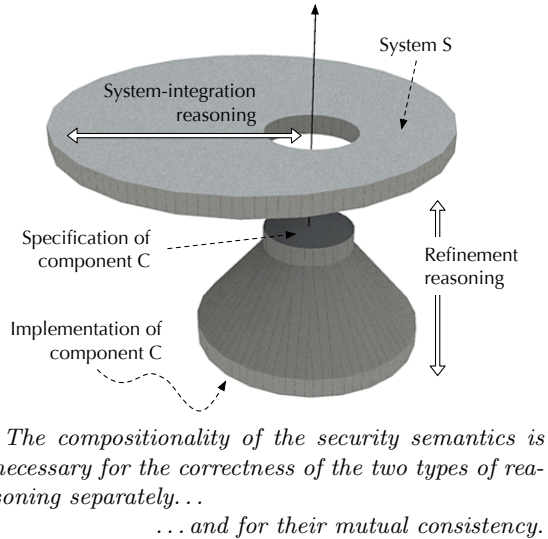 System S
System-integration
reasoning
Specification of
component C
Refinement
reasoning
Implementation of
component C
The compositionality of the security semantics is
necessary for the correctness of the two types of rea-
soning separately...
...and for their mutual consistency.